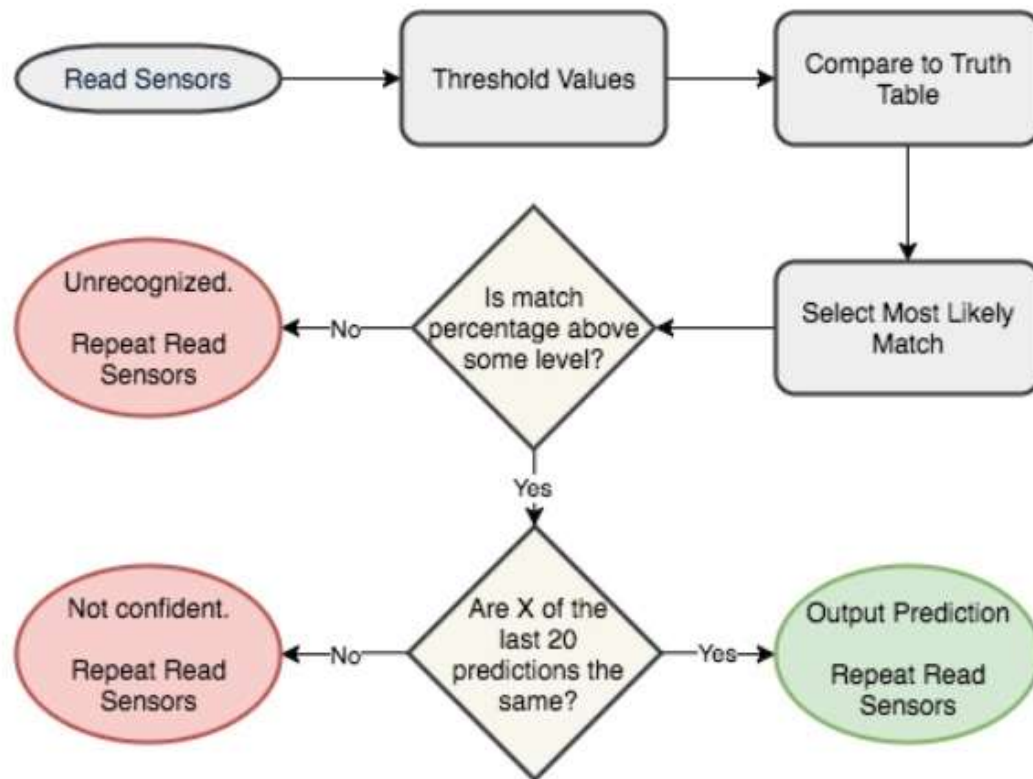 Read Sensors
Threshold Values
Compare to Truth
Table
Select Most Likely
Match
Is match
percentage above
some level?
No
Unrecognized.
Repeat Read
Sensors
Yes
Are X of the
last 20
predictions the
same?
No
Not confident.
Repeat Read
Sensors
Yes
Output Prediction
Repeat Read
Sensors